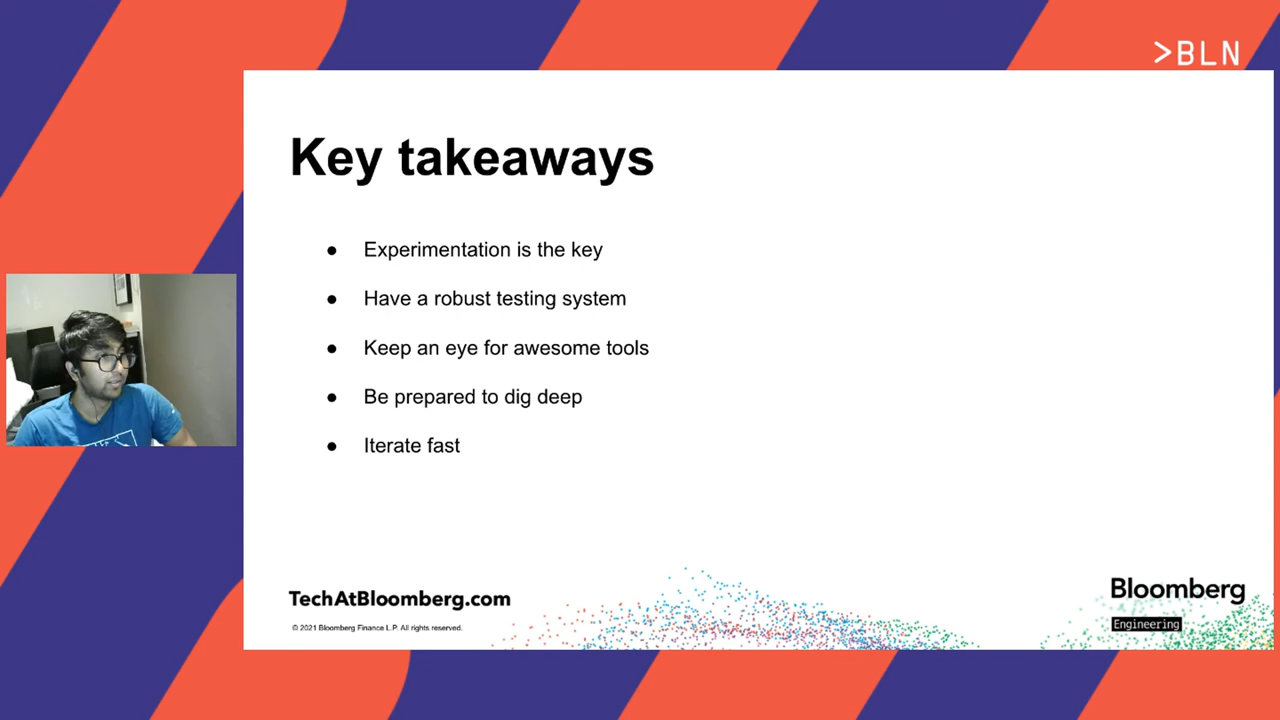 >BLN
Key takeaways
● Experimentation is the key
● Have a robust testing system
● Keep an eye for awesome tools
● Be prepared to dig deep
● Iterate fast
TechAtBloomberg.com
© 2021 Bloomberg Finance L.P. All rights reserved.
Bloomberg
Engineering